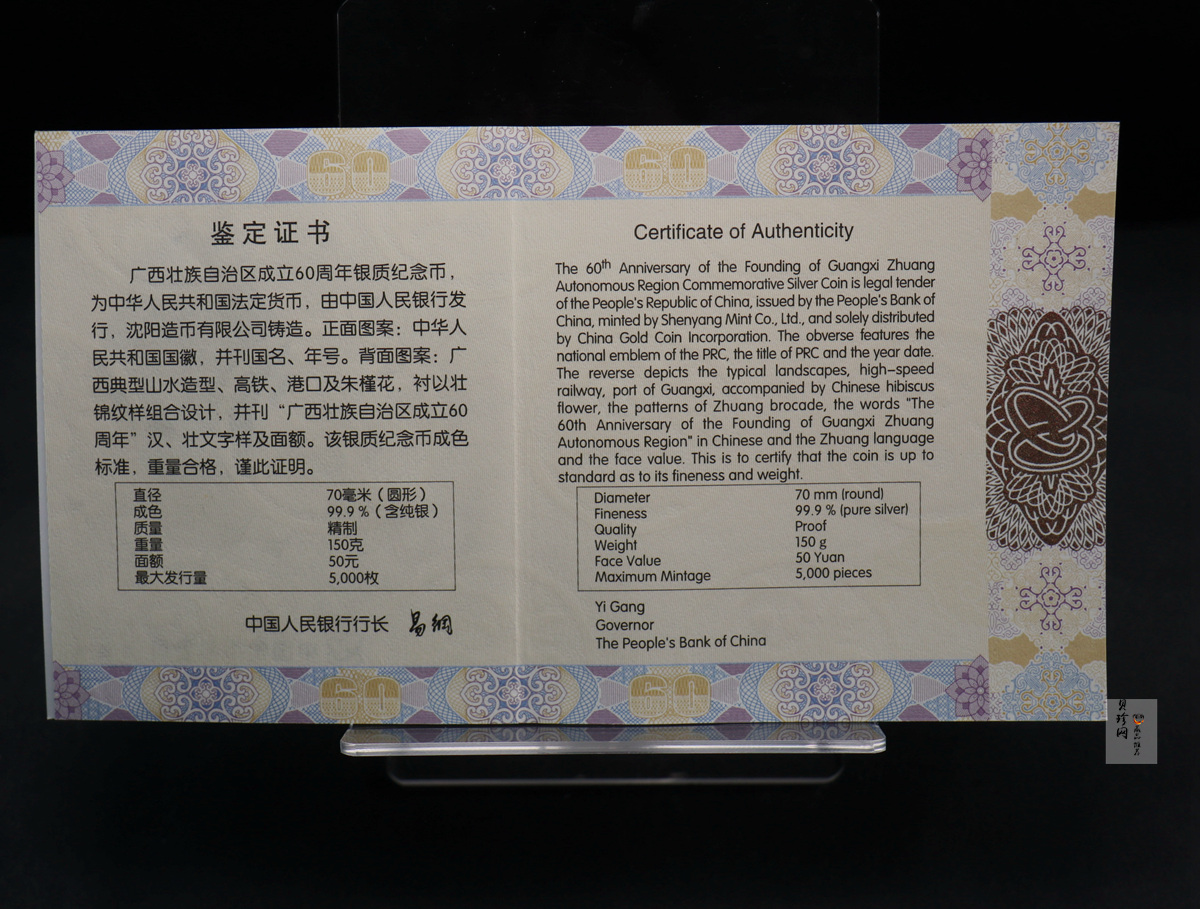 60
60
鉴定证书
广西壮族自治区成立60周年银质纪念币，
为中华人民共和国法定货币，由中国人民银行发
行，沈阳造币有限公司铸造。正面图案：中华人
民共和国国徽，并刊国名、年号。背面图案：广
西典型山水造型、高铁、港口及朱槿花，衬以壮
锦纹样组合设计，并刊“广西壮族自治区成立60
周年”汉、壮文字样及面额。该银质纪念币成色
标准，重量合格，谨此证明。
直径 70毫米（圆形）
成色 99.9％（含纯银）
质量 精制
重量 150克
面额 50元
最大发行量 5,000枚
中国人民银行行长 易綱
Certificate of Authenticity
The 60th Anniversary of the Founding of Guangxi Zhuang
Autonomous Region Commemorative Silver Coin is legal tender
of the People's Republic of China, issued by the People's Bank of
China, minted by Shenyang Mint Co., Ltd., and solely distributed
by China Gold Coin Incorporation. The obverse features the
national emblem of the PRC, the title of PRC and the year date.
The reverse depicts the typical landscapes, high-speed
railway, port of Guangxi, accompanied by Chinese hibiscus
flower, the patterns of Zhuang brocade, the words "The
60th Anniversary of the Founding of Guangxi Zhuang
Autonomous Region" in Chinese and the Zhuang language
and the face value. This is to certify that the coin is up to
standard as to its fineness and weight.
Diameter 70 mm (round)
Fineness 99.9 % (pure silver)
Quality Proof
Weight 150 g
Face Value 50 Yuan
Maximum Mintage 5,000 pieces
Yi Gang
Governor
The People's Bank of China
60
60
贝珍网